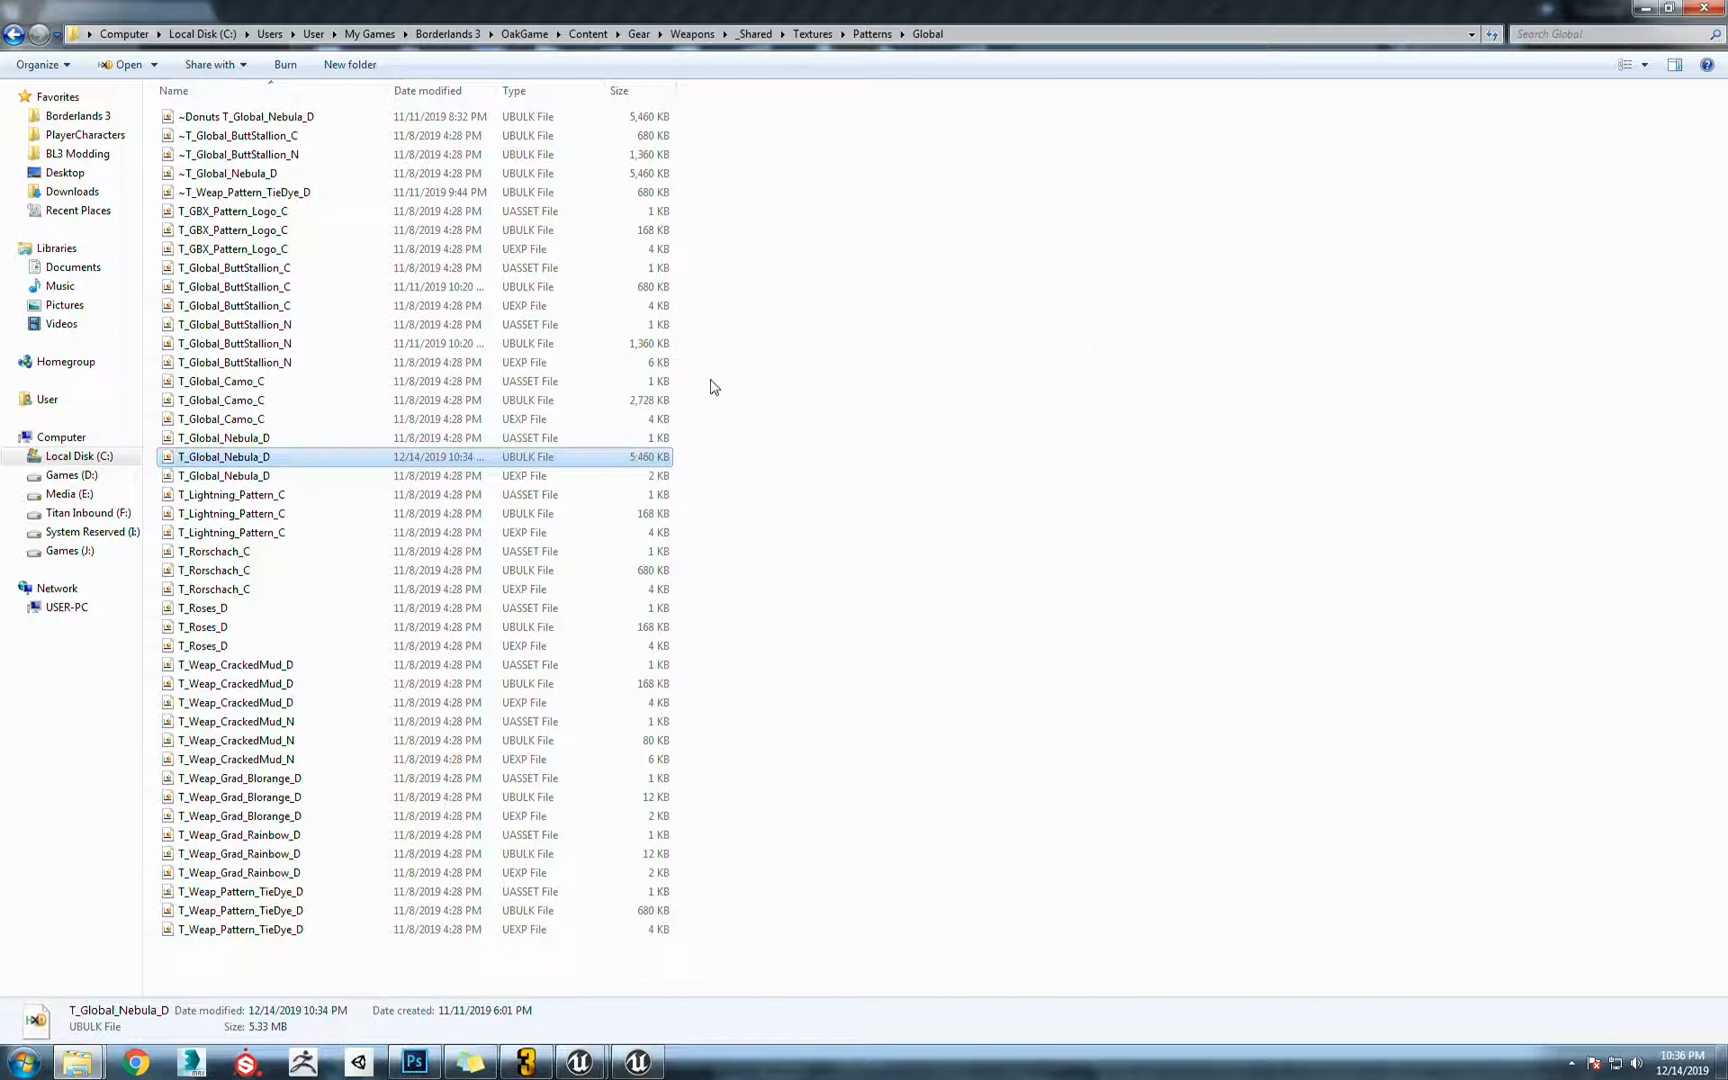 Computer ▸ Local Disk (C:) ▸ Users ▸ User ▸ My Games ▸ Borderlands 3 ▸ OakGame ▸ Content ▸ Gear ▸ Weapons ▸ _Shared ▸ Textures ▸ Patterns ▸ Global
Search Global
Organize Open Share with Burn New folder
Name Date modified Type Size
Favorites
Borderlands 3
PlayerCharacters
BL3 Modding
Desktop
Downloads
Recent Places
Libraries
Documents
Music
Pictures
Videos
Homegroup
User
Computer
Local Disk (C:)
Games (D:)
Media (E:)
Titan Inbound (F:)
System Reserved (I:)
Games (J:)
Network
USER-PC
~Donuts T_Global_Nebula_D 11/11/2019 8:32 PM UBULK File 5,460 KB
~T_Global_ButtStallion_C 11/8/2019 4:28 PM UBULK File 680 KB
~T_Global_ButtStallion_N 11/8/2019 4:28 PM UBULK File 1,360 KB
~T_Global_Nebula_D 11/8/2019 4:28 PM UBULK File 5,460 KB
~T_Weap_Pattern_TieDye_D 11/11/2019 9:44 PM UBULK File 680 KB
T_GBX_Pattern_Logo_C 11/8/2019 4:28 PM UASSET File 1 KB
T_GBX_Pattern_Logo_C 11/8/2019 4:28 PM UBULK File 168 KB
T_GBX_Pattern_Logo_C 11/8/2019 4:28 PM UEXP File 4 KB
T_Global_ButtStallion_C 11/8/2019 4:28 PM UASSET File 1 KB
T_Global_ButtStallion_C 11/11/2019 10:20 ... UBULK File 680 KB
T_Global_ButtStallion_C 11/8/2019 4:28 PM UEXP File 4 KB
T_Global_ButtStallion_N 11/8/2019 4:28 PM UASSET File 1 KB
T_Global_ButtStallion_N 11/11/2019 10:20 ... UBULK File 1,360 KB
T_Global_ButtStallion_N 11/8/2019 4:28 PM UEXP File 6 KB
T_Global_Camo_C 11/8/2019 4:28 PM UASSET File 1 KB
T_Global_Camo_C 11/8/2019 4:28 PM UBULK File 2,728 KB
T_Global_Camo_C 11/8/2019 4:28 PM UEXP File 4 KB
T_Global_Nebula_D 11/8/2019 4:28 PM UASSET File 1 KB
T_Global_Nebula_D 12/14/2019 10:34 ... UBULK File 5,460 KB
T_Global_Nebula_D 11/8/2019 4:28 PM UEXP File 2 KB
T_Lightning_Pattern_C 11/8/2019 4:28 PM UASSET File 1 KB
T_Lightning_Pattern_C 11/8/2019 4:28 PM UBULK File 168 KB
T_Lightning_Pattern_C 11/8/2019 4:28 PM UEXP File 4 KB
T_Rorschach_C 11/8/2019 4:28 PM UASSET File 1 KB
T_Rorschach_C 11/8/2019 4:28 PM UBULK File 680 KB
T_Rorschach_C 11/8/2019 4:28 PM UEXP File 4 KB
T_Roses_D 11/8/2019 4:28 PM UASSET File 1 KB
T_Roses_D 11/8/2019 4:28 PM UBULK File 168 KB
T_Roses_D 11/8/2019 4:28 PM UEXP File 4 KB
T_Weap_CrackedMud_D 11/8/2019 4:28 PM UASSET File 1 KB
T_Weap_CrackedMud_D 11/8/2019 4:28 PM UBULK File 168 KB
T_Weap_CrackedMud_D 11/8/2019 4:28 PM UEXP File 4 KB
T_Weap_CrackedMud_N 11/8/2019 4:28 PM UASSET File 1 KB
T_Weap_CrackedMud_N 11/8/2019 4:28 PM UBULK File 80 KB
T_Weap_CrackedMud_N 11/8/2019 4:28 PM UEXP File 6 KB
T_Weap_Grad_Blorange_D 11/8/2019 4:28 PM UASSET File 1 KB
T_Weap_Grad_Blorange_D 11/8/2019 4:28 PM UBULK File 12 KB
T_Weap_Grad_Blorange_D 11/8/2019 4:28 PM UEXP File 2 KB
T_Weap_Grad_Rainbow_D 11/8/2019 4:28 PM UASSET File 1 KB
T_Weap_Grad_Rainbow_D 11/8/2019 4:28 PM UBULK File 12 KB
T_Weap_Grad_Rainbow_D 11/8/2019 4:28 PM UEXP File 2 KB
T_Weap_Pattern_TieDye_D 11/8/2019 4:28 PM UASSET File 1 KB
T_Weap_Pattern_TieDye_D 11/8/2019 4:28 PM UBULK File 680 KB
T_Weap_Pattern_TieDye_D 11/8/2019 4:28 PM UEXP File 4 KB
T_Global_Nebula_D Date modified: 12/14/2019 10:34 PM Date created: 11/11/2019 6:01 PM
UBULK File Size: 5.33 MB
Ps 3
10:36 PM
12/14/2019